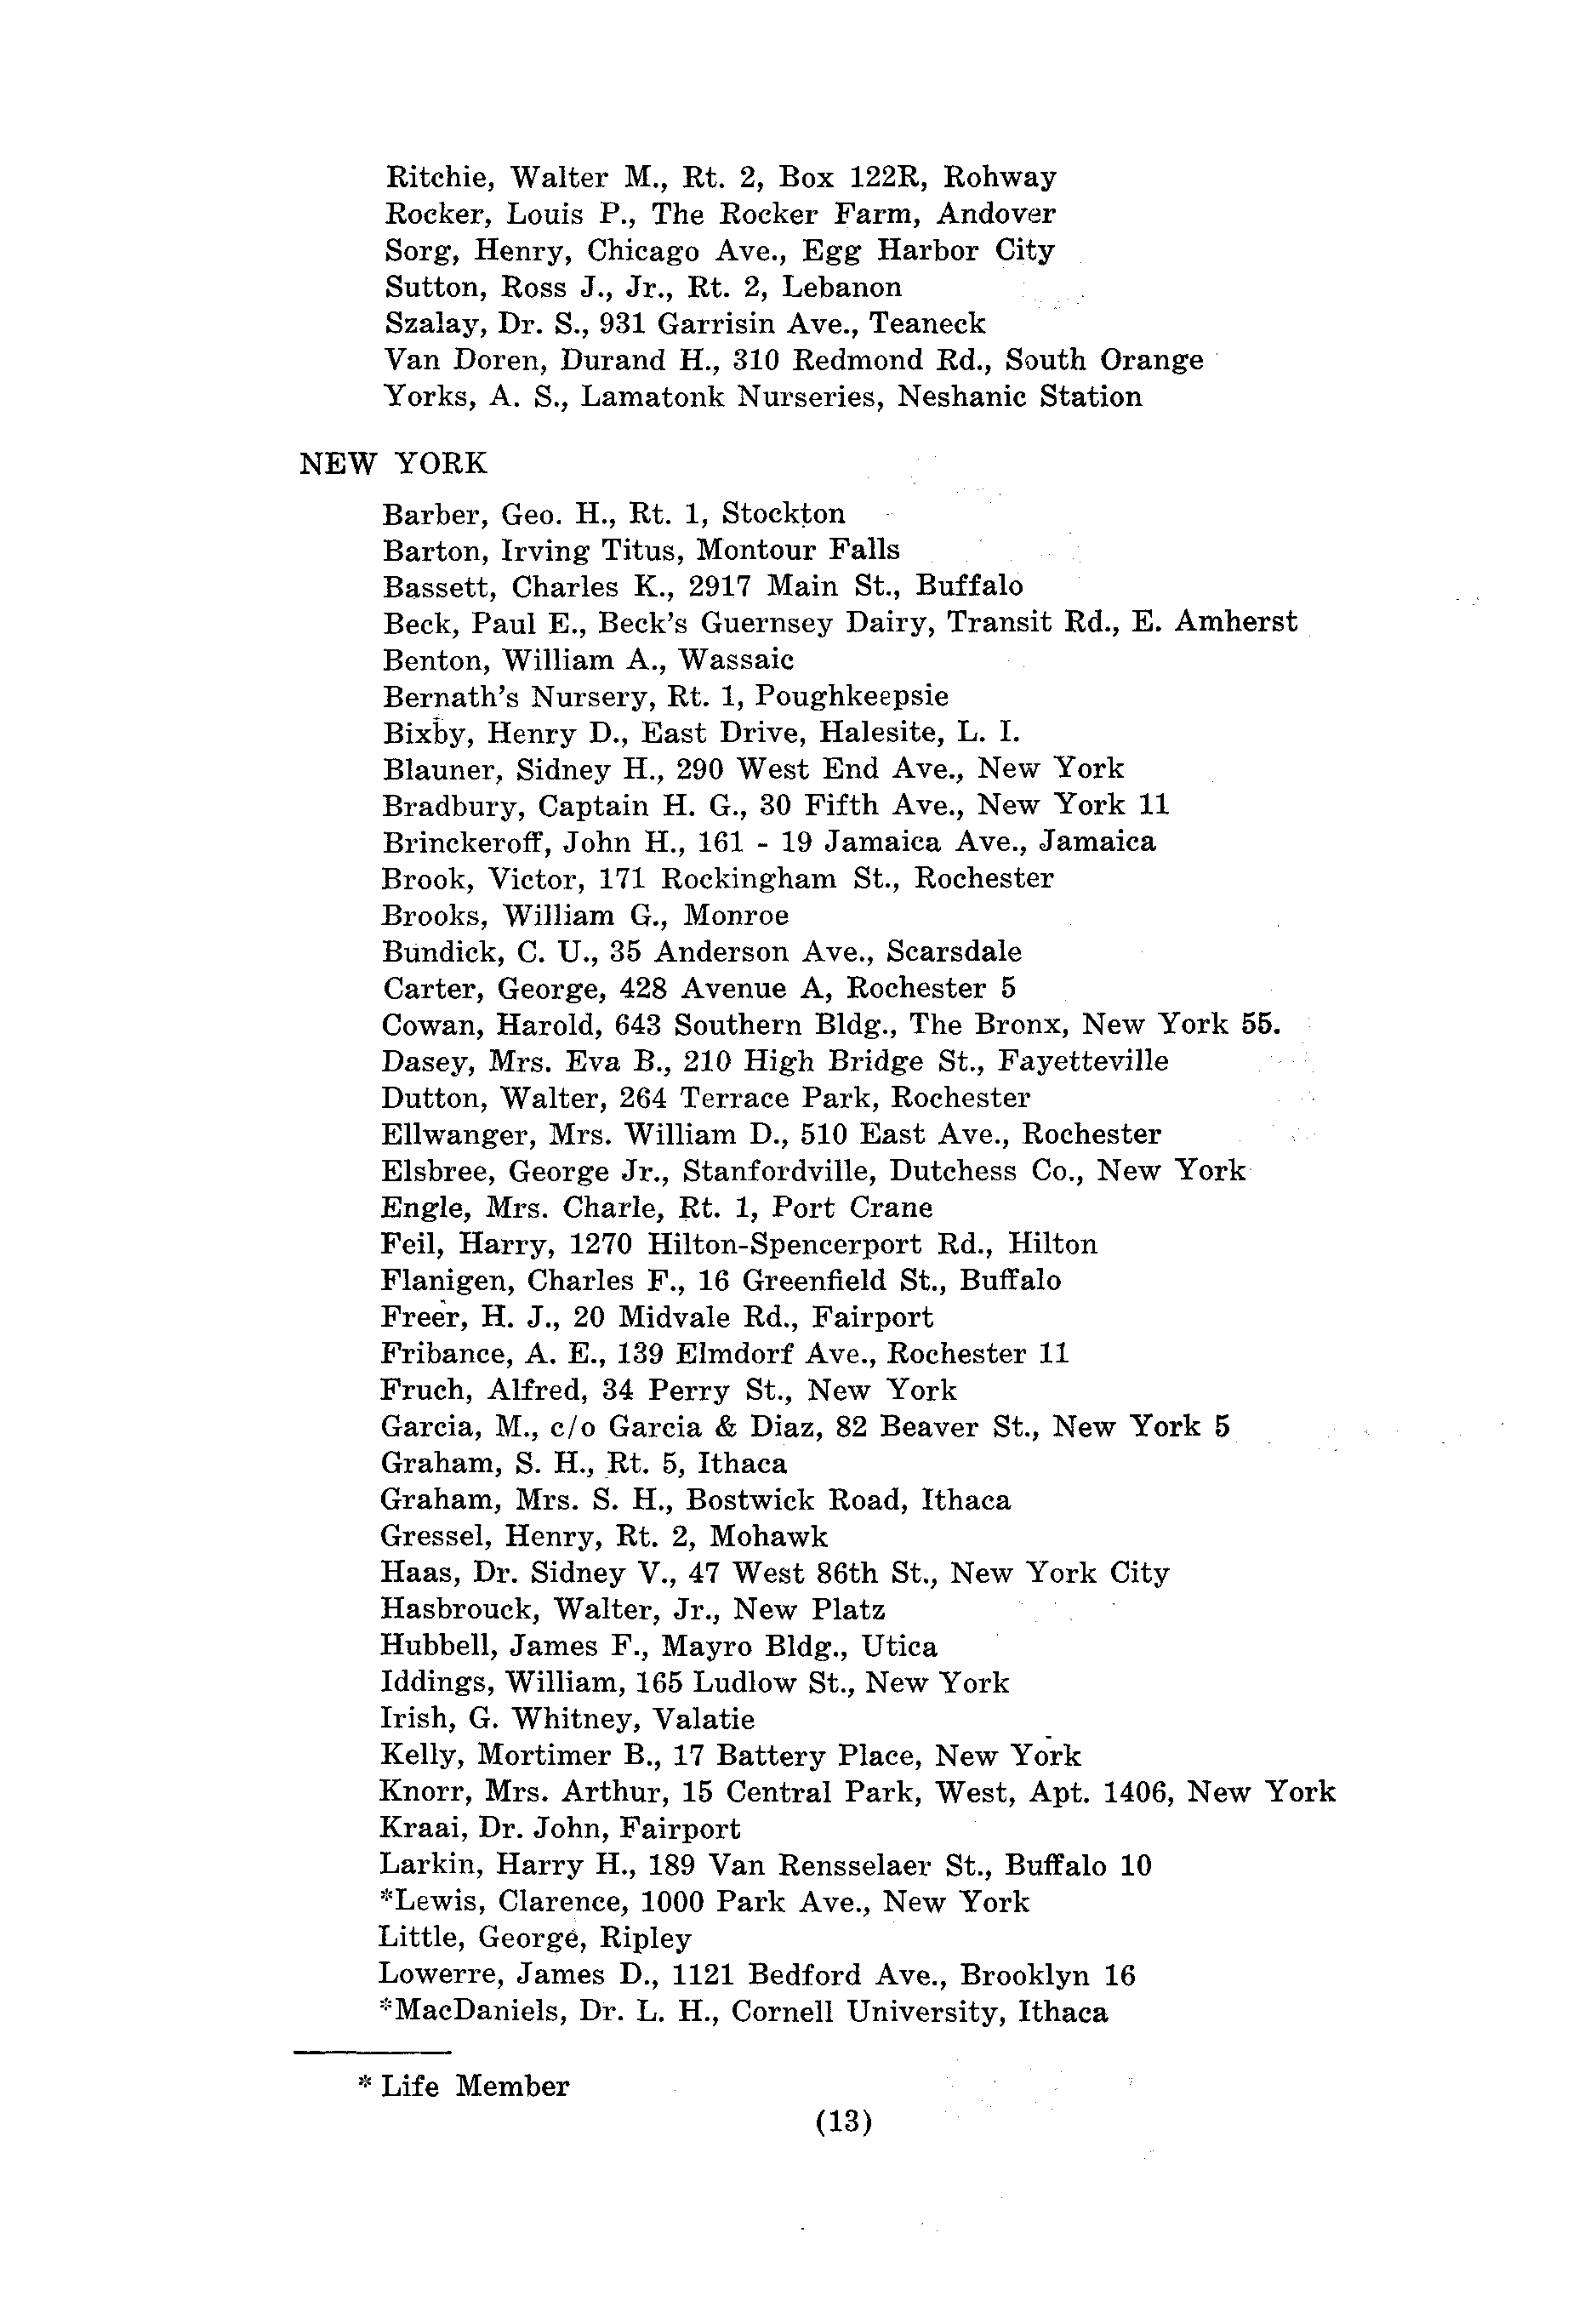 Ritchie, Walter M., Rt. 2, Box 122R, Rohway
Rocker, Louis P., The Rocker Farm, Andover
Sorg, Henry, Chicago Ave., Egg Harbor City
Sutton, Ross J., Jr., Rt. 2, Lebanon
Szalay, Dr. S., 931 Garrisin Ave., Teaneck
Van Doren, Durand H., 310 Redmond Rd., South Orange
Yorks, A. S., Lamatonk Nurseries, Neshanic Station
NEW YORK
Barber, Geo. H., Rt. 1, Stockton
Barton, Irving Titus, Montour Falls
Bassett, Charles K., 2917 Main St., Buffalo
Beck, Paul E., Beck's Guernsey Dairy, Transit Rd., E. Amherst
Benton, William A., Wassaic
Bernath's Nursery, Rt. 1, Poughkeepsie
Bixby, Henry D., East Drive, Halesite, L. I.
Blauner, Sidney H., 290 West End Ave., New York
Bradbury, Captain H. G., 30 Fifth Ave., New York 11
Brinckeroff, John H., 161 - 19 Jamaica Ave., Jamaica
Brook, Victor, 171 Rockingham St., Rochester
Brooks, William G., Monroe
Bundick, C. U., 35 Anderson Ave., Scarsdale
Carter, George, 428 Avenue A, Rochester 5
Cowan, Harold, 643 Southern Bldg., The Bronx, New York 55.
Dasey, Mrs. Eva B., 210 High Bridge St., Fayetteville
Dutton, Walter, 264 Terrace Park, Rochester
Ellwanger, Mrs. William D., 510 East Ave., Rochester
Elsbree, George Jr., Stanfordville, Dutchess Co., New York
Engle, Mrs. Charle, Rt. 1, Port Crane
Feil, Harry, 1270 Hilton-Spencerport Rd., Hilton
Flanigen, Charles F., 16 Greenfield St., Buffalo
Freer, H. J., 20 Midvale Rd., Fairport
Fribance, A. E., 139 Elmdorf Ave., Rochester 11
Fruch, Alfred, 34 Perry St., New York
Garcia, M., c/o Garcia & Diaz, 82 Beaver St., New York 5
Graham, S. H., Rt. 5, Ithaca
Graham, Mrs. S. H., Bostwick Road, Ithaca
Gressel, Henry, Rt. 2, Mohawk
Haas, Dr. Sidney V., 47 West 86th St., New York City
Hasbrouck, Walter, Jr., New Platz
Hubbell, James F., Mayro Bldg., Utica
Iddings, William, 165 Ludlow St., New York
Irish, G. Whitney, Valatie
Kelly, Mortimer B., 17 Battery Place, New York
Knorr, Mrs. Arthur, 15 Central Park, West, Apt. 1406, New York
Kraai, Dr. John, Fairport
Larkin, Harry H., 189 Van Rensselaer St., Buffalo 10
*Lewis, Clarence, 1000 Park Ave., New York
Little, George, Ripley
Lowerre, James D., 1121 Bedford Ave., Brooklyn 16
*MacDaniels, Dr. L. H., Cornell University, Ithaca
* Life Member
(13)